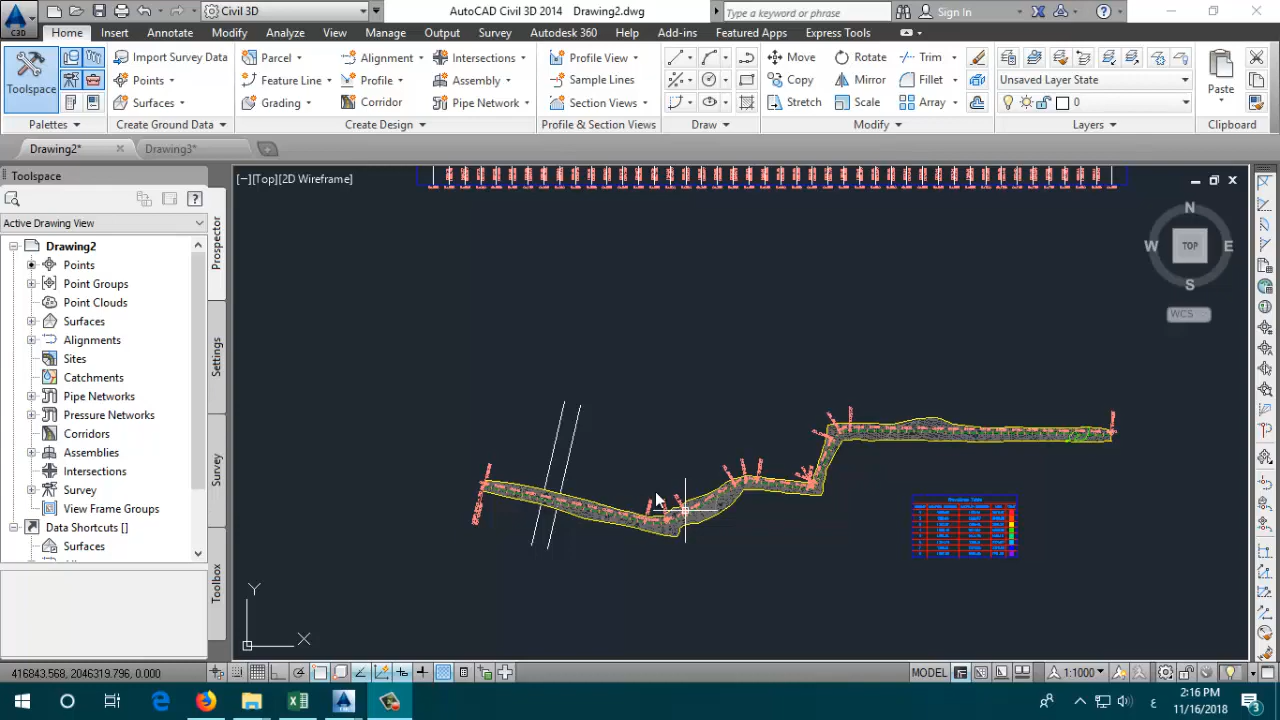 Civil 3D
AutoCAD Civil 3D 2014 Drawing2.dwg
Type a keyword or phrase
Sign In
C3D
Home Insert Annotate Modify Analyze View Manage Output Survey Autodesk 360 Help Add-ins Featured Apps Express Tools
Toolspace
Import Survey Data
Points
Surfaces
Parcel
Feature Line
Grading
Alignment
Profile
Corridor
Intersections
Assembly
Pipe Network
Profile View
Sample Lines
Section Views
Move
Copy
Stretch
Rotate
Mirror
Scale
Trim
Fillet
Array
Unsaved Layer State
0
Paste
Palettes Create Ground Data Create Design Profile & Section Views Draw Modify Layers Clipboard
Drawing2* Drawing3*
Toolspace
Active Drawing View
Drawing2
Points
Point Groups
Point Clouds
Surfaces
Alignments
Sites
Catchments
Pipe Networks
Pressure Networks
Corridors
Assemblies
Intersections
Survey
View Frame Groups
Data Shortcuts []
Surfaces
Prospector
Settings
Survey
Toolbox
[−][Top][2D Wireframe]
N
W TOP E
S
WCS
Y
X
416843.568, 2046319.796, 0.000
MODEL
1:1000
ع
2:16 PM
11/16/2018
3